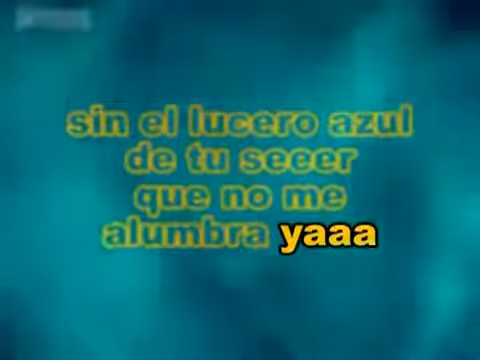 sin el lucero azul
de tu seeer
que no me
alumbra yaaa